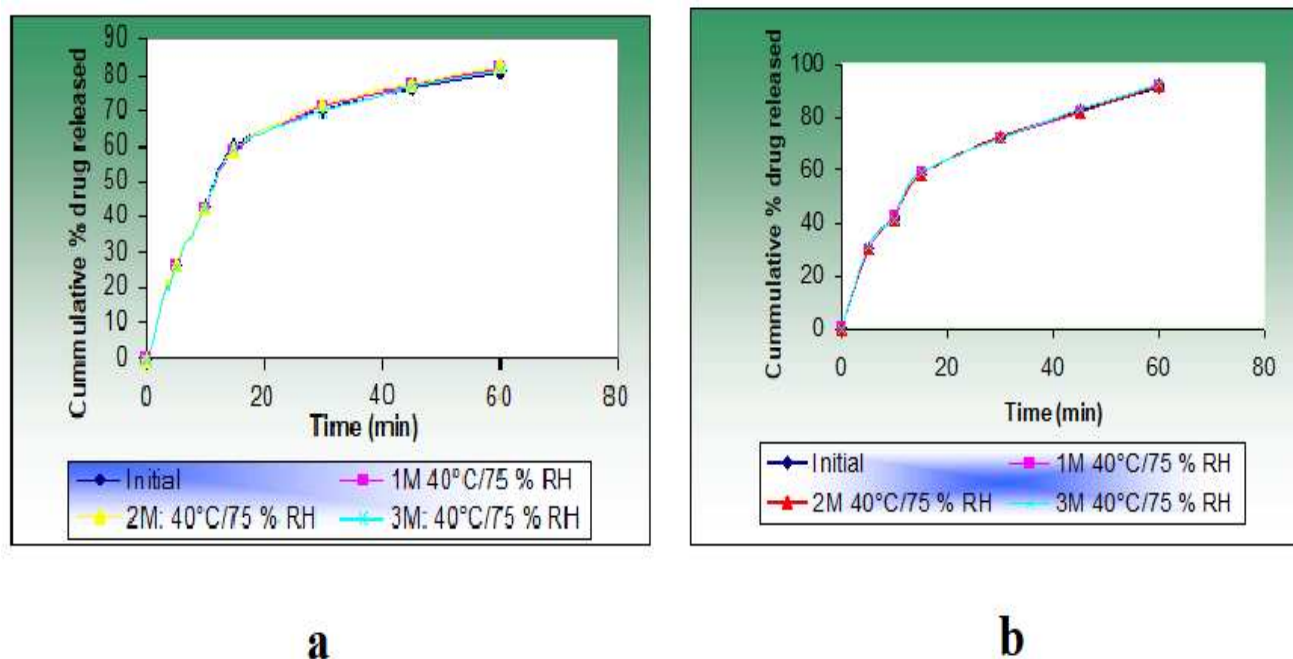 Cummulative % drug released
90
80
70
60
50
40
30
20
10
0
0 20 40 60 80
Time (min)
Initial 1M 40°C/75 % RH
2M: 40°C/75 % RH 3M: 40°C/75 % RH
a
Cummulative % drug released
100
80
60
40
20
0
0 20 40 60 80
Time (min)
Initial 1M 40°C/75 % RH
2M 40°C/75 % RH 3M 40°C/75 % RH
b